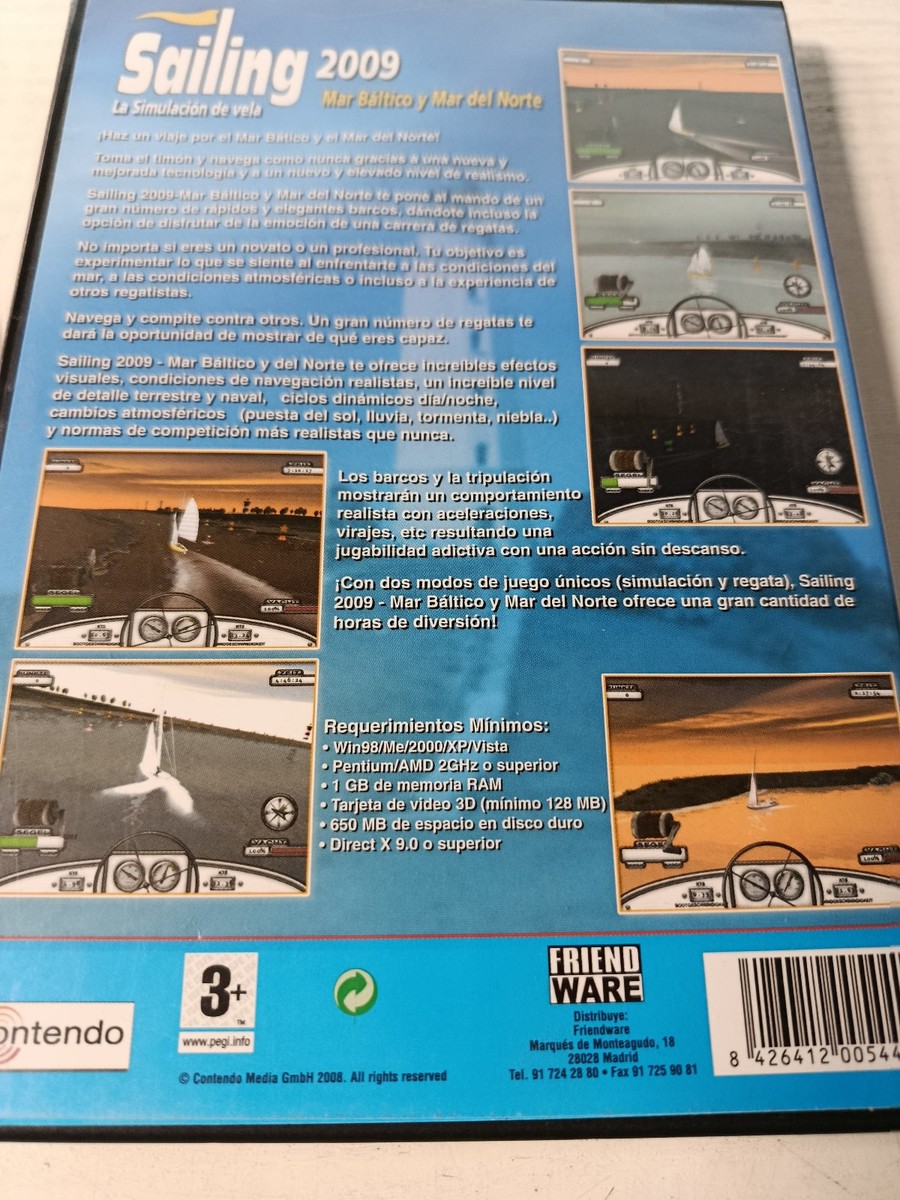 Sailing 2009
La Simulación de vela
Mar Báltico y Mar del Norte
¡Haz un viaje por el Mar Bático y el Mar del Norte!
Toma el timón y navega como nunca gracias a una nueva y
mejorada tecnología y a un nuevo y elevado nivel de realismo.
Sailing 2009-Mar Báltico y Mar del Norte te pone al mando de un
gran número de rápidos y elegantes barcos, dándote incluso la
opción de disfrutar de la emoción de una carrera de regatas.
No importa si eres un novato o un profesional. Tu objetivo es
experimentar lo que se siente al enfrentarte a las condiciones del
mar, a las condiciones atmosféricas o incluso a la experiencia de
otros regatistas.
Navega y compite contra otros. Un gran número de regatas te
dará la oportunidad de mostrar de qué eres capaz.
Sailing 2009 - Mar Báltico y del Norte te ofrece increíbles efectos
visuales, condiciones de navegación realistas, un increíble nivel
de detalle terrestre y naval, ciclos dinámicos día/noche,
cambios atmosféricos (puesta del sol, lluvia, tormenta, niebla..)
y normas de competición más realistas que nunca.
Los barcos y la tripulación
mostrarán un comportamiento
realista con aceleraciones,
virajes, etc resultando una
jugabilidad adictiva con una acción sin descanso.
¡Con dos modos de juego únicos (simulación y regata), Sailing
2009 - Mar Báltico y Mar del Norte ofrece una gran cantidad de
horas de diversión!
Requerimientos Mínimos:
• Win98/Me/2000/XP/Vista
• Pentium/AMD 2GHz o superior
• 1 GB de memoria RAM
• Tarjeta de video 3D (mínimo 128 MB)
• 650 MB de espacio en disco duro
• Direct X 9.0 o superior
ontendo
3+
TM
www.pegi.info
© Contendo Media GmbH 2008. All rights reserved
FRIEND
WARE
Distribuye:
Friendware
Marqués de Monteagudo, 18
28028 Madrid
Tel. 91 724 28 80 • Fax 91 725 90 81
8 426412 00544